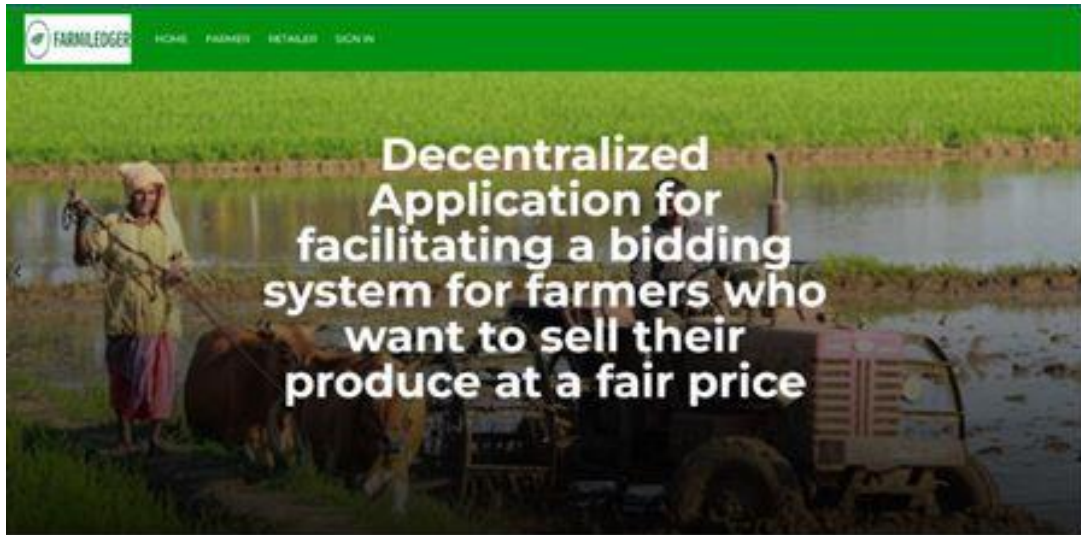 FARMILEDGER
HOME FARMER RETAILER SIGN IN
Decentralized
Application for
facilitating a bidding
system for farmers who
want to sell their
produce at a fair price